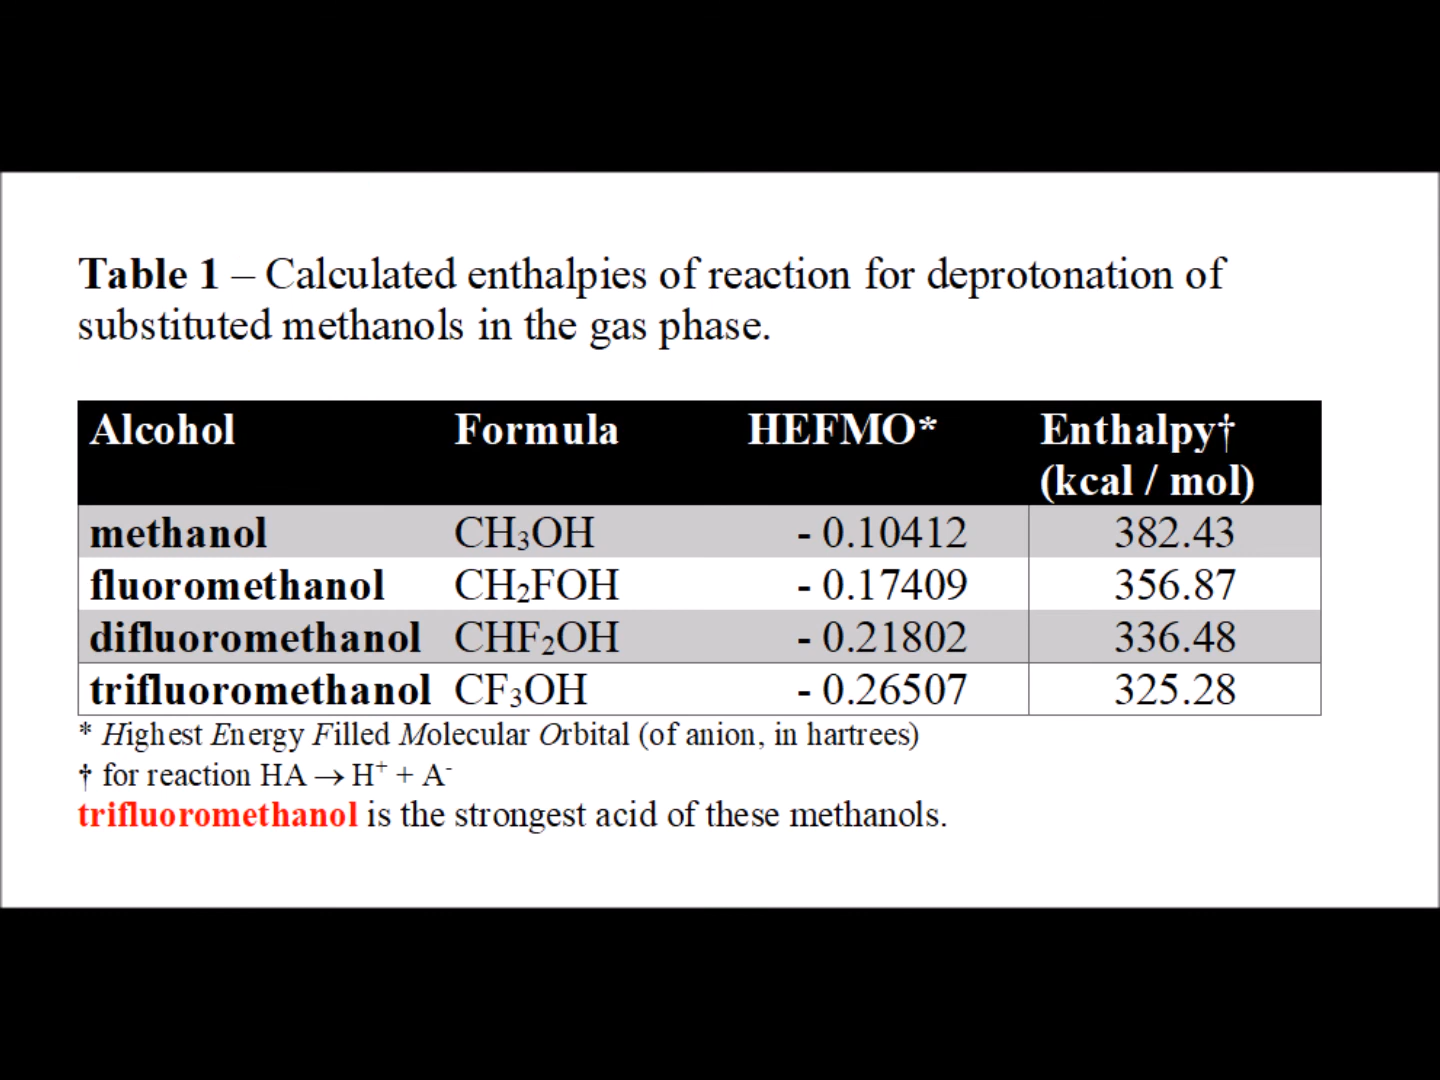 Table 1 – Calculated enthalpies of reaction for deprotonation of
substituted methanols in the gas phase.
Alcohol Formula HEFMO* Enthalpy†
(kcal / mol)
methanol CH₃OH - 0.10412 382.43
fluoromethanol CH₂FOH - 0.17409 356.87
difluoromethanol CHF₂OH - 0.21802 336.48
trifluoromethanol CF₃OH - 0.26507 325.28
* Highest Energy Filled Molecular Orbital (of anion, in hartrees)
† for reaction HA → H⁺ + A⁻
trifluoromethanol is the strongest acid of these methanols.